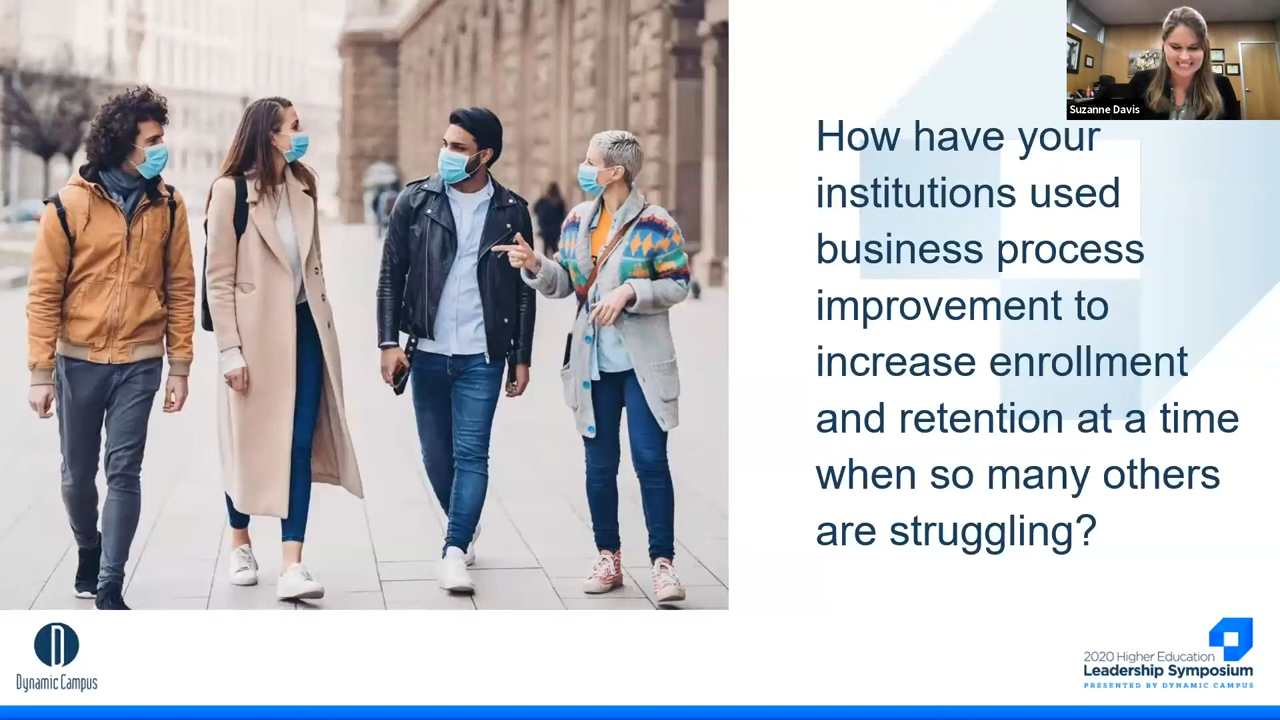 Suzanne Davis
How have your
institutions used
business process
improvement to
increase enrollment
and retention at a time
when so many others
are struggling?
D
Dynamic Campus
2020 Higher Education
Leadership Symposium
PRESENTED BY DYNAMIC CAMPUS